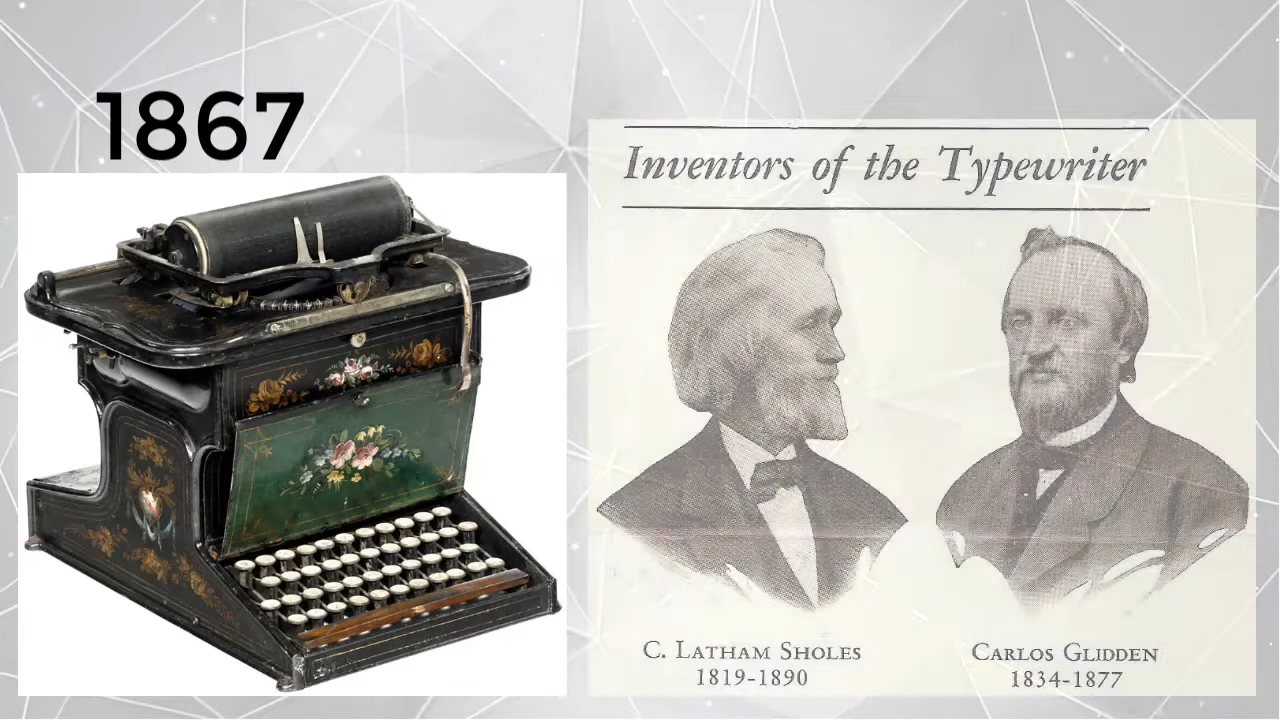 1867
Inventors of the Typewriter
C. Latham Sholes
1819-1890
Carlos Glidden
1834-1877